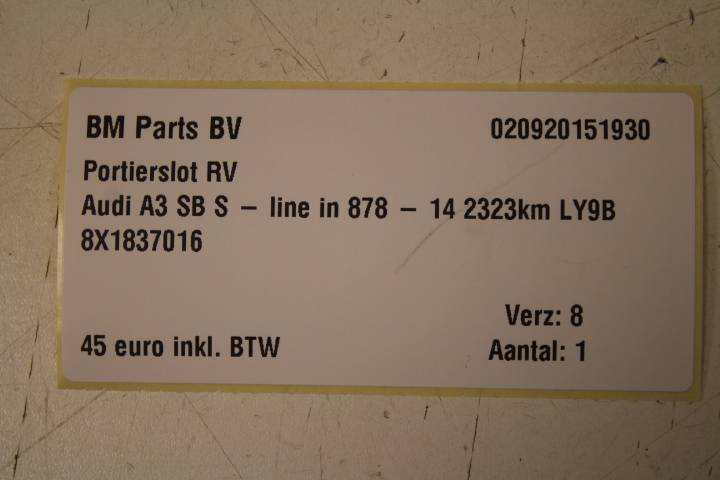 BM Parts BV 020920151930
Portierslot RV
Audi A3 SB S – line in 878 – 14 2323km LY9B
8X1837016
Verz: 8
45 euro inkl. BTW Aantal: 1